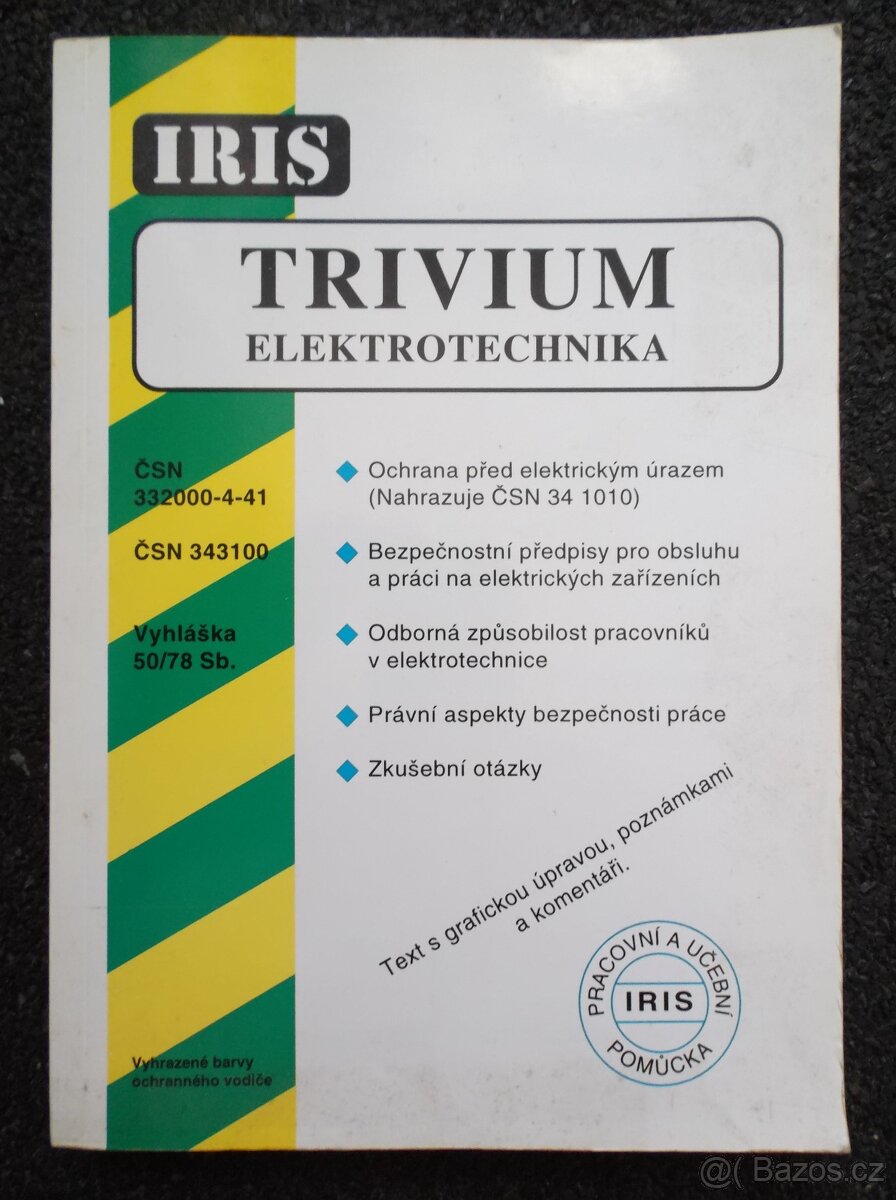 IRIS
TRIVIUM
ELEKTROTECHNIKA
ČSN
332000-4-41
Ochrana před elektrickým úrazem
(Nahrazuje ČSN 34 1010)
ČSN 343100
Bezpečnostní předpisy pro obsluhu
a práci na elektrických zařízeních
Vyhláška
50/78 Sb.
Odborná způsobilost pracovníků
v elektrotechnice
Právní aspekty bezpečnosti práce
Zkušební otázky
Text s grafickou úpravou, poznámkami
a komentáři.
PRACOVNÍ A UČEBNÍ
IRIS
POMŮCKA
Vyhrazené barvy
ochranného vodiče
@( Bazos.cz